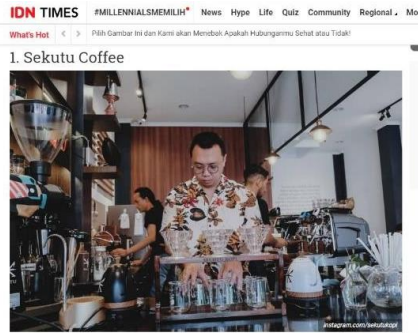 IDN TIMES #MILLENNIALSMEMILIH News Hype Life Quiz Community Regional Mo
What's Hot Pilih Gambar Ini dan Kami akan Menebak Apakah Hubunganmu Sehat atau Tidak!
1. Sekutu Coffee
instagram.com/sekutukopi